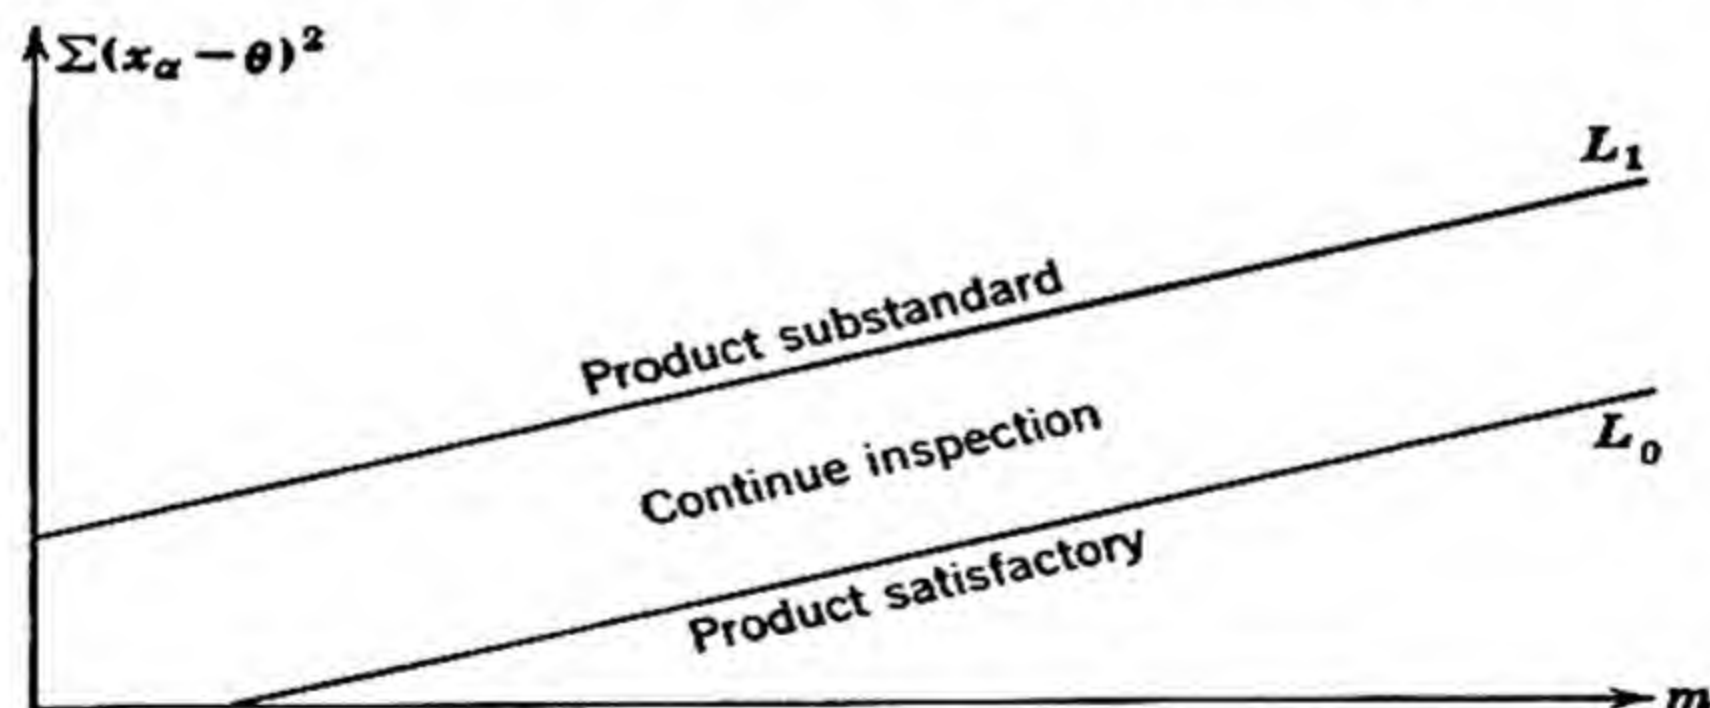 Σ(xα − θ)²
L₁
Product substandard
Continue inspection
L₀
Product satisfactory
m